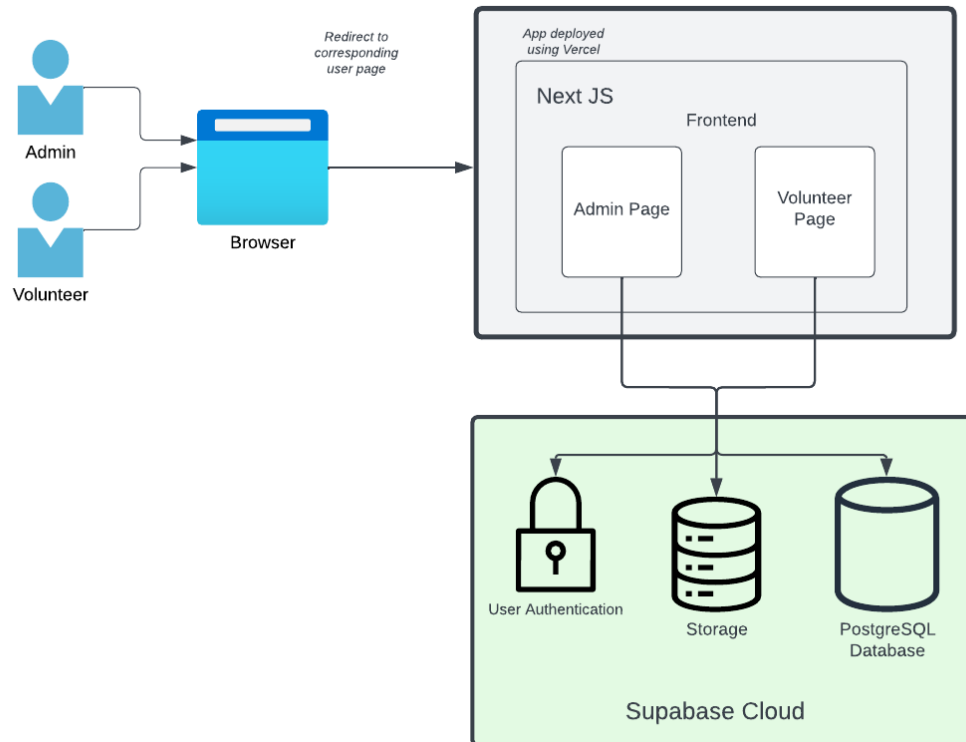 Redirect to
corresponding
user page
App deployed
using Vercel
Next JS
Frontend
Admin
Admin Page
Volunteer
Page
Browser
Volunteer
User Authentication
Storage
PostgreSQL
Database
Supabase Cloud